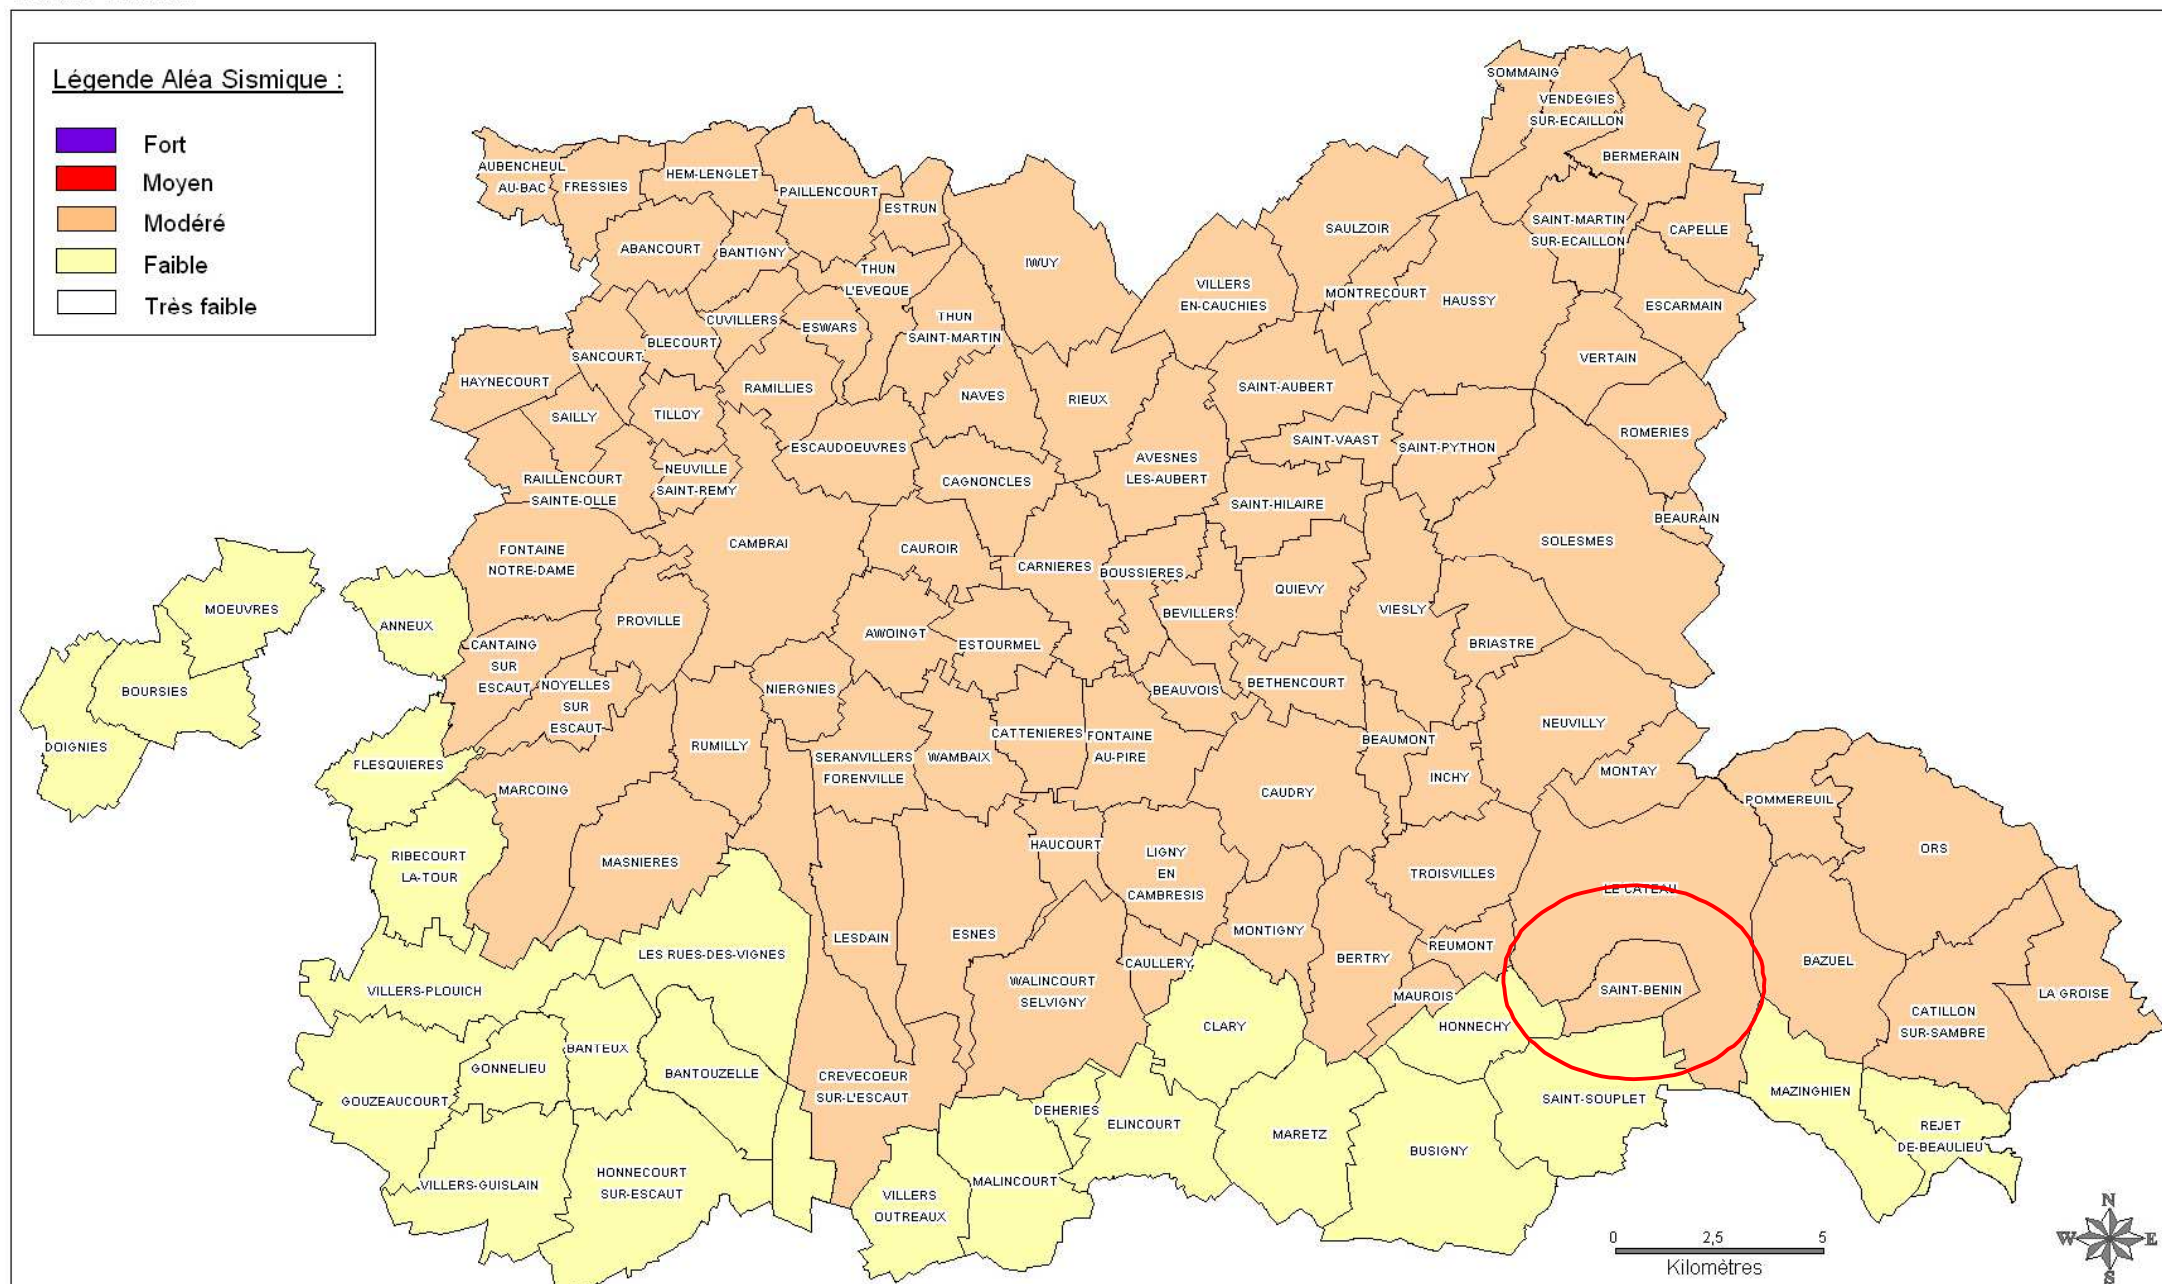 Légende Aléa Sismique :
Fort
Moyen
Modéré
Faible
Très faible
SOMMAING
VENDEGIES
SUR-ECAILLON
BERMERAIN
AUBENCHEUL
AU-BAC
FRESSIES
HEM-LENGLET
PAILLENCOURT
ESTRUN
SAINT-MARTIN
SUR-ECAILLON
CAPELLE
ABANCOURT
BANTIGNY
THUN
L'EVEQUE
IWUY
SAULZOIR
VILLERS
EN-CAUCHIES
MONTRECOURT
HAUSSY
ESCARMAIN
CUVILLERS
ESWARS
THUN
SAINT-MARTIN
BLECOURT
SANCOURT
VERTAIN
HAYNECOURT
RAMILLIES
NAVES
RIEUX
SAINT-AUBERT
SAILLY
TILLOY
ESCAUDOEUVRES
SAINT-VAAST
SAINT-PYTHON
ROMERIES
RAILLENCOURT
SAINTE-OLLE
NEUVILLE
SAINT-REMY
CAGNONCLES
AVESNES
LES-AUBERT
SAINT-HILAIRE
BEAURAIN
FONTAINE
NOTRE-DAME
CAMBRAI
CAUROIR
CARNIERES
BOUSSIERES
SOLESMES
MOEUVRES
ANNEUX
PROVILLE
AWOINGT
ESTOURMEL
BEVILLERS
QUIEVY
VIESLY
BRIASTRE
CANTAING
SUR
ESCAUT
BOURSIES
NOYELLES
SUR
ESCAUT
NIERGNIES
BEAUVOIS
BETHENCOURT
DOIGNIES
FLESQUIERES
RUMILLY
SERANVILLERS
FORENVILLE
WAMBAIX
CATTENIERES
FONTAINE
AU-PIRE
BEAUMONT
NEUVILLY
MARCOING
CAUDRY
INCHY
MONTAY
POMMEREUIL
RIBECOURT
LA-TOUR
MASNIERES
HAUCOURT
LIGNY
EN
CAMBRESIS
TROISVILLES
LE CATEAU
ORS
LES RUES-DES-VIGNES
LESDAIN
ESNES
MONTIGNY
BERTRY
REUMONT
BAZUEL
VILLERS-PLOUICH
WALINCOURT
SELVIGNY
CAULLERY
MAUROIS
SAINT-BENIN
LA GROISE
CATILLON
SUR-SAMBRE
CLARY
HONNECHY
GONNELIEU
BANTEUX
BANTOUZELLE
CREVECOEUR
SUR-L'ESCAUT
GOUZEAUCOURT
DEHERIES
ELINCOURT
MARETZ
SAINT-SOUPLET
MAZINGHIEN
REJET
DE-BEAULIEU
BUSIGNY
VILLERS-GUISLAIN
HONNECOURT
SUR-ESCAUT
VILLERS
OUTREAUX
MALINCOURT
N
W E
S
0 2,5 5
Kilomètres